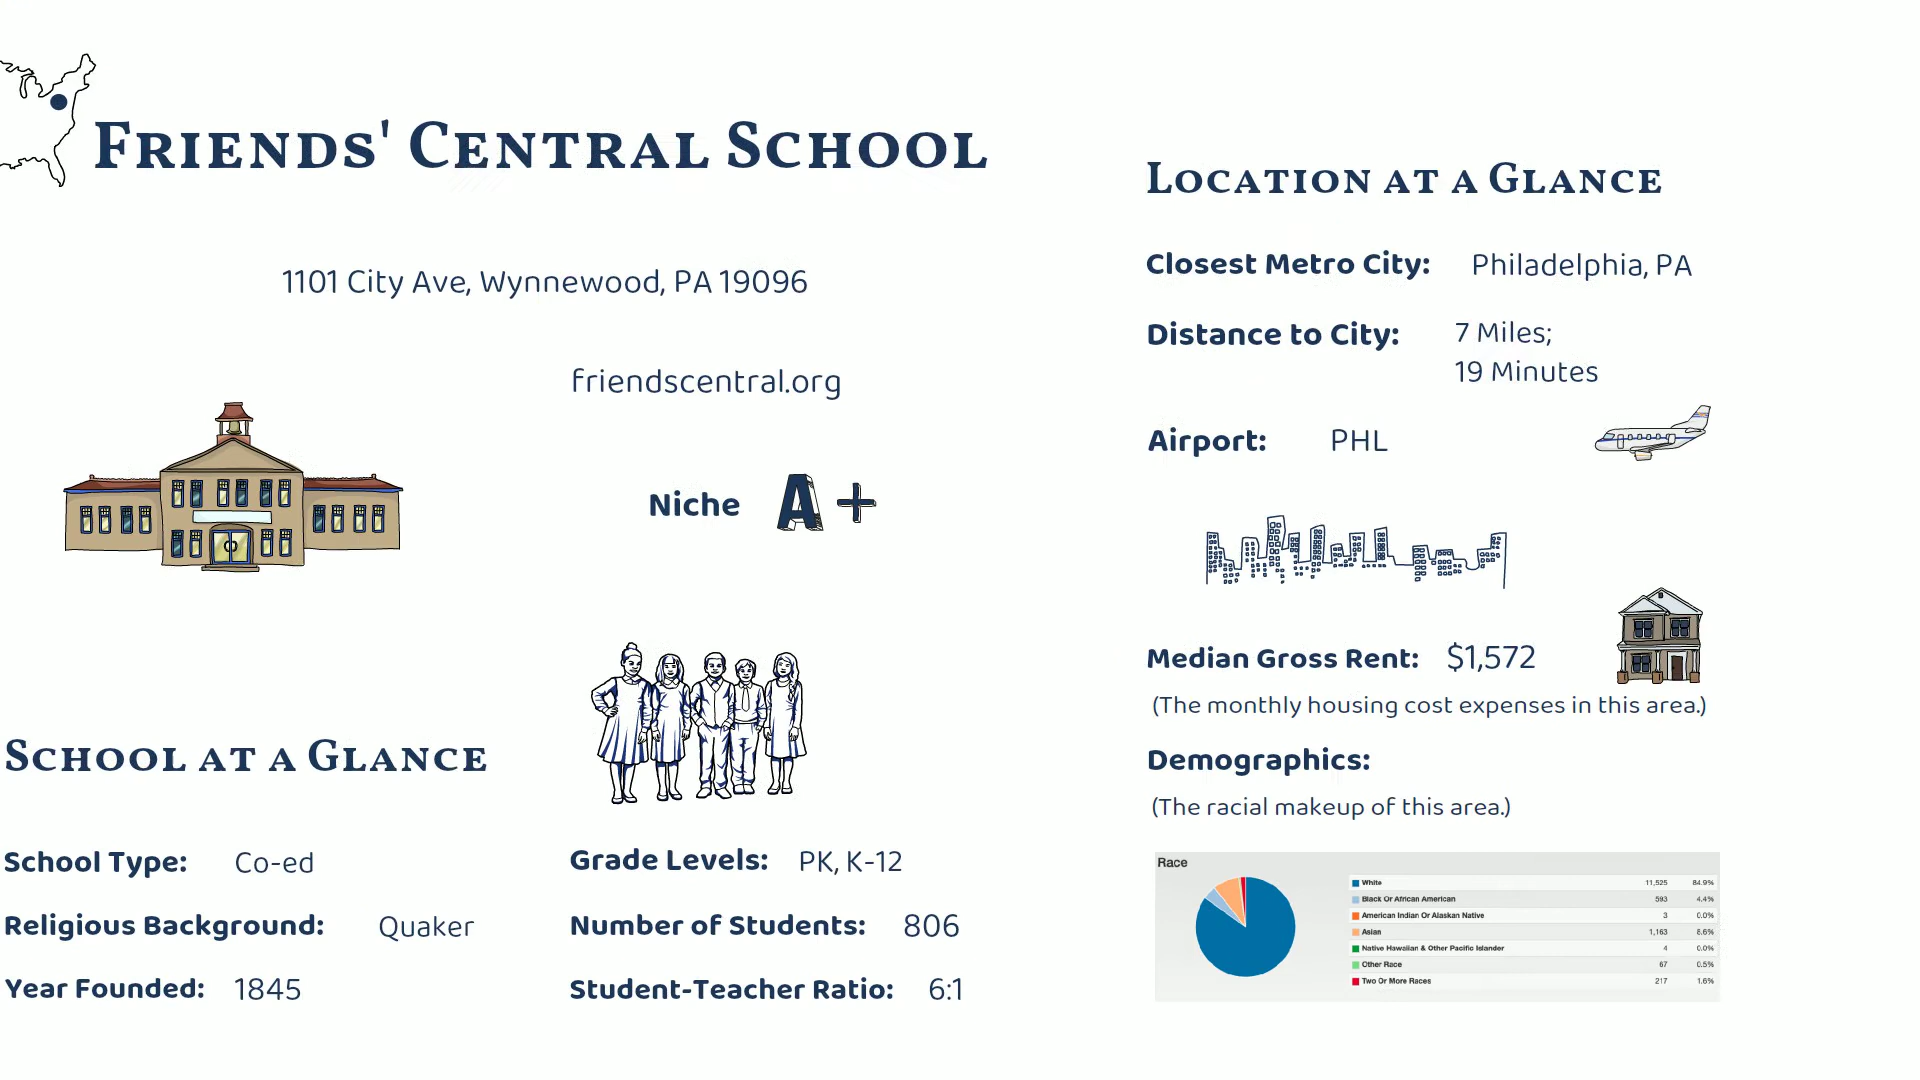 Friends' Central School
1101 City Ave, Wynnewood, PA 19096
friendscentral.org
Niche A+
School at a Glance
School Type: Co-ed
Religious Background: Quaker
Year Founded: 1845
Grade Levels: PK, K-12
Number of Students: 806
Student-Teacher Ratio: 6:1
Location at a Glance
Closest Metro City: Philadelphia, PA
Distance to City: 7 Miles;
19 Minutes
Airport: PHL
Median Gross Rent: $1,572
(The monthly housing cost expenses in this area.)
Demographics:
(The racial makeup of this area.)
Race
White 11,525 84.9%
Black Or African American 593 4.4%
American Indian Or Alaskan Native 3 0.0%
Asian 1,163 8.6%
Native Hawaiian & Other Pacific Islander 4 0.0%
Other Race 67 0.5%
Two Or More Races 217 1.6%